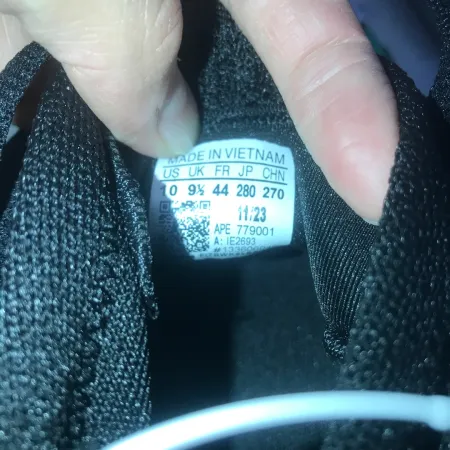 MADE IN VIETNAM
US UK FR JP CHN
10 9½ 44 280 270
11/23
APE 779001
A: IE2693